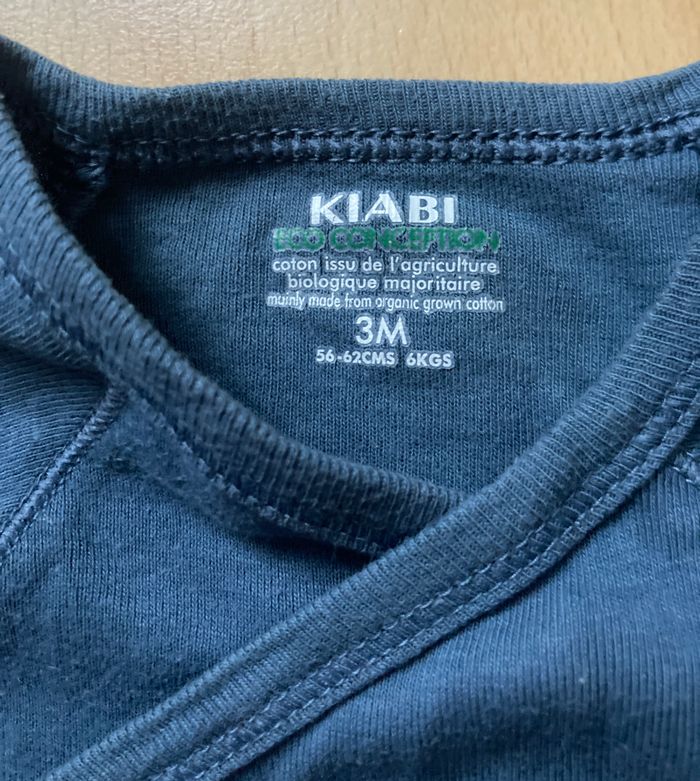 KIABI
ECO CONCEPTION
coton issu de l'agriculture
biologique majoritaire
mainly made from organic grown cotton
3M
56-62CMS 6KGS